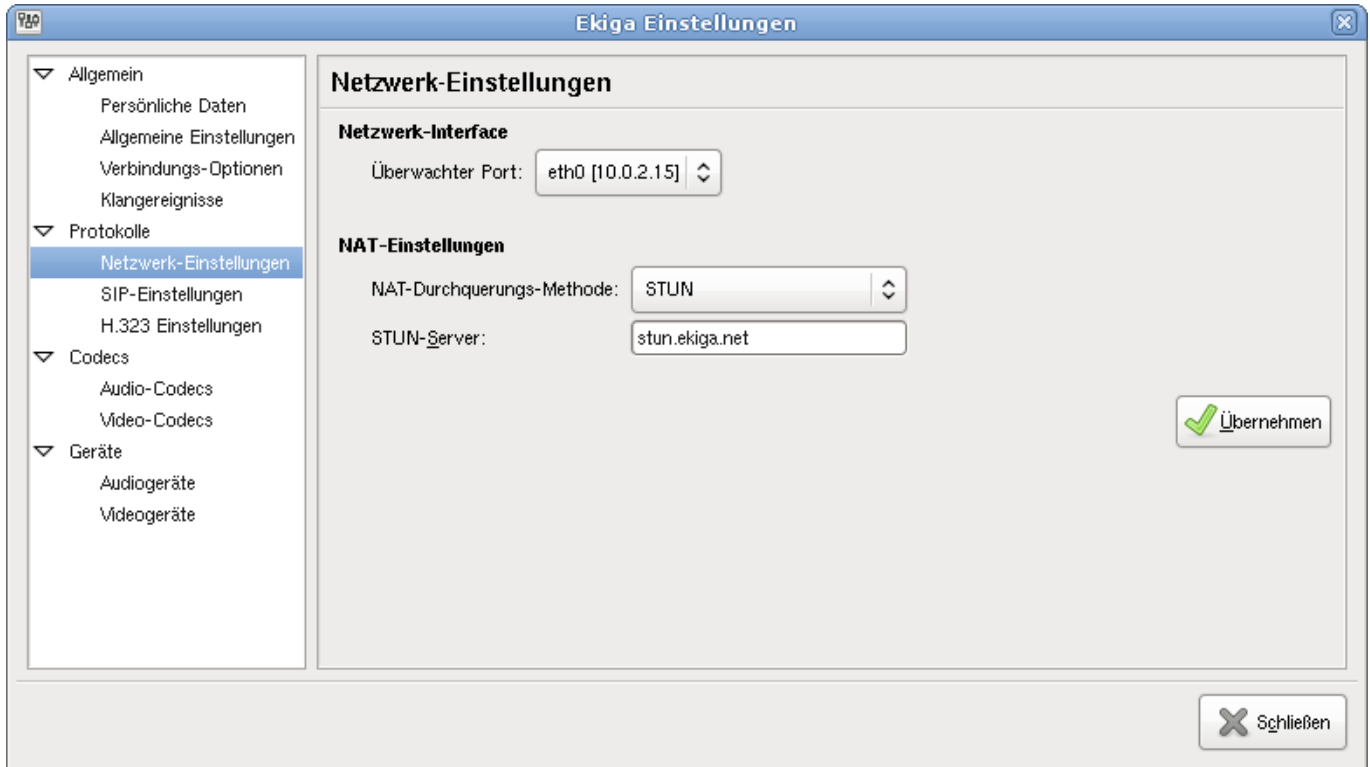 Ekiga Einstellungen
Allgemein
Persönliche Daten
Allgemeine Einstellungen
Verbindungs-Optionen
Klangereignisse
Protokolle
Netzwerk-Einstellungen
SIP-Einstellungen
H.323 Einstellungen
Codecs
Audio-Codecs
Video-Codecs
Geräte
Audiogeräte
Videogeräte
Netzwerk-Einstellungen
Netzwerk-Interface
Überwachter Port: eth0 [10.0.2.15]
NAT-Einstellungen
NAT-Durchquerungs-Methode: STUN
STUN-Server: stun.ekiga.net
Übernehmen
Schließen